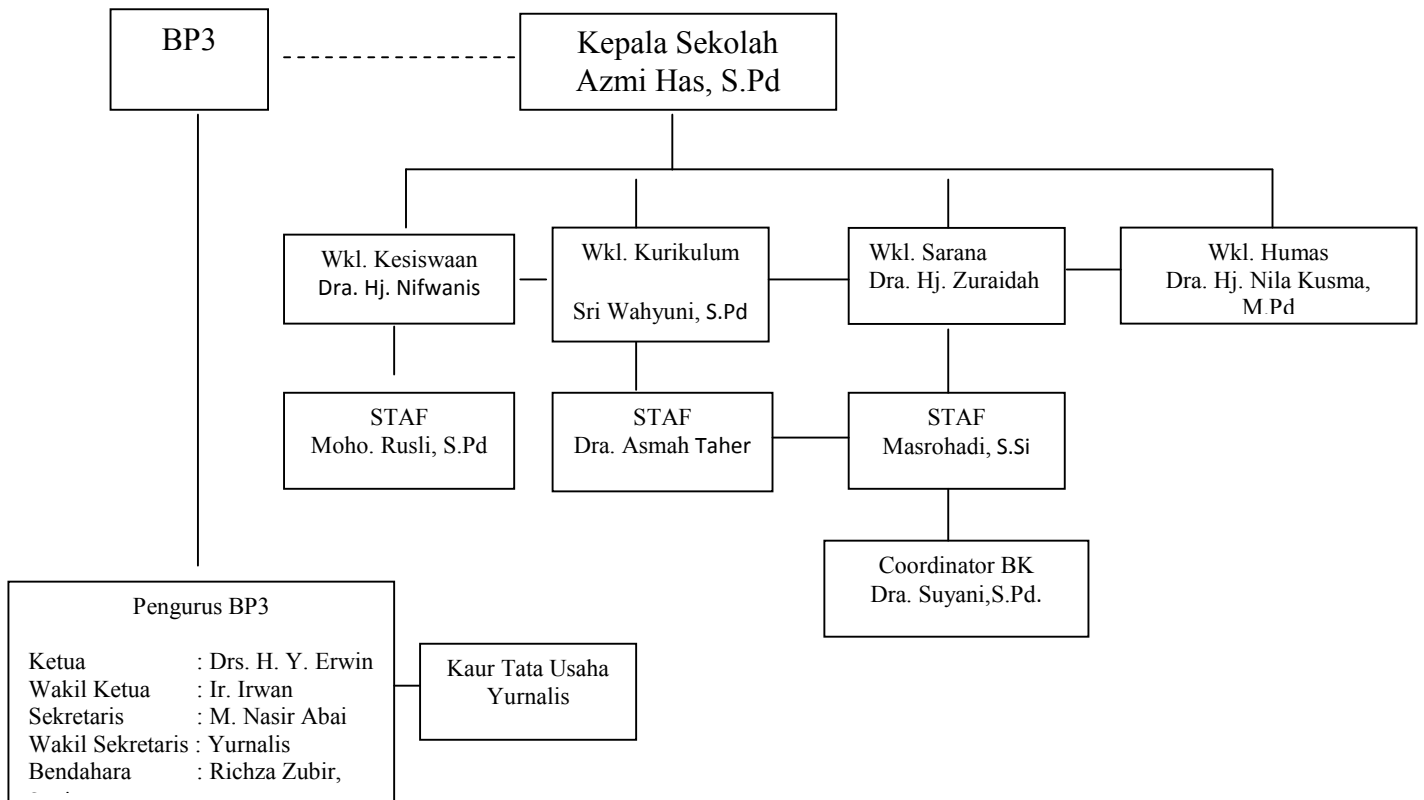 BP3
Kepala Sekolah
Azmi Has, S.Pd
Wkl. Kesiswaan
Dra. Hj. Nifwanis
Wkl. Kurikulum
Sri Wahyuni, S.Pd
Wkl. Sarana
Dra. Hj. Zuraidah
Wkl. Humas
Dra. Hj. Nila Kusma,
M.Pd
STAF
Moho. Rusli, S.Pd
STAF
Dra. Asmah Taher
STAF
Masrohadi, S.Si
Coordinator BK
Dra. Suyani,S.Pd.
Pengurus BP3
Ketua : Drs. H. Y. Erwin
Wakil Ketua : Ir. Irwan
Sekretaris : M. Nasir Abai
Wakil Sekretaris : Yurnalis
Bendahara : Richza Zubir,
Kaur Tata Usaha
Yurnalis